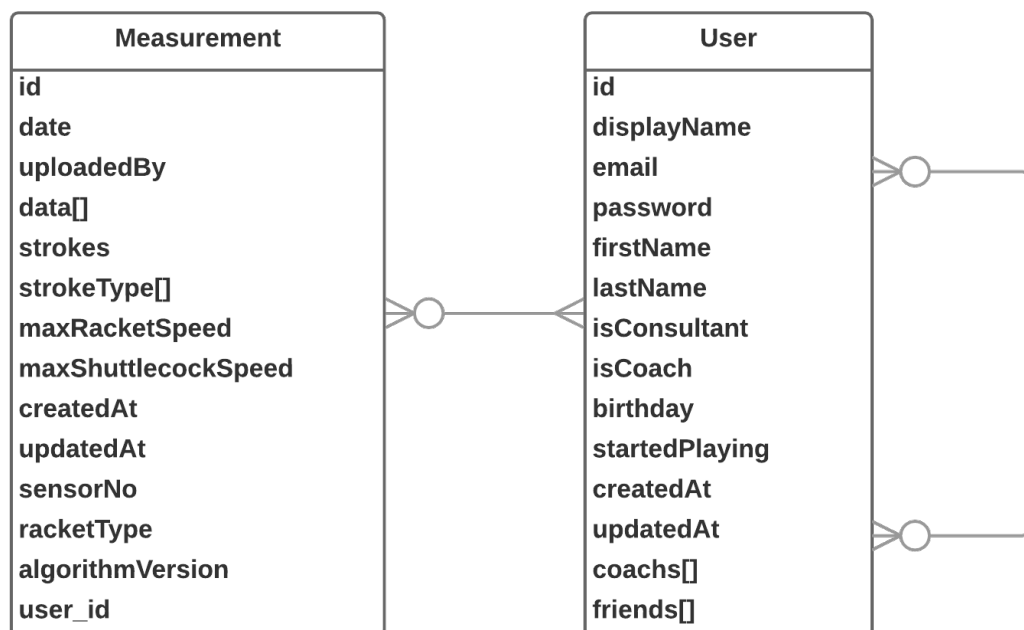 Measurement
id
date
uploadedBy
data[]
strokes
strokeType[]
maxRacketSpeed
maxShuttlecockSpeed
createdAt
updatedAt
sensorNo
racketType
algorithmVersion
user_id
User
id
displayName
email
password
firstName
lastName
isConsultant
isCoach
birthday
startedPlaying
createdAt
updatedAt
coachs[]
friends[]